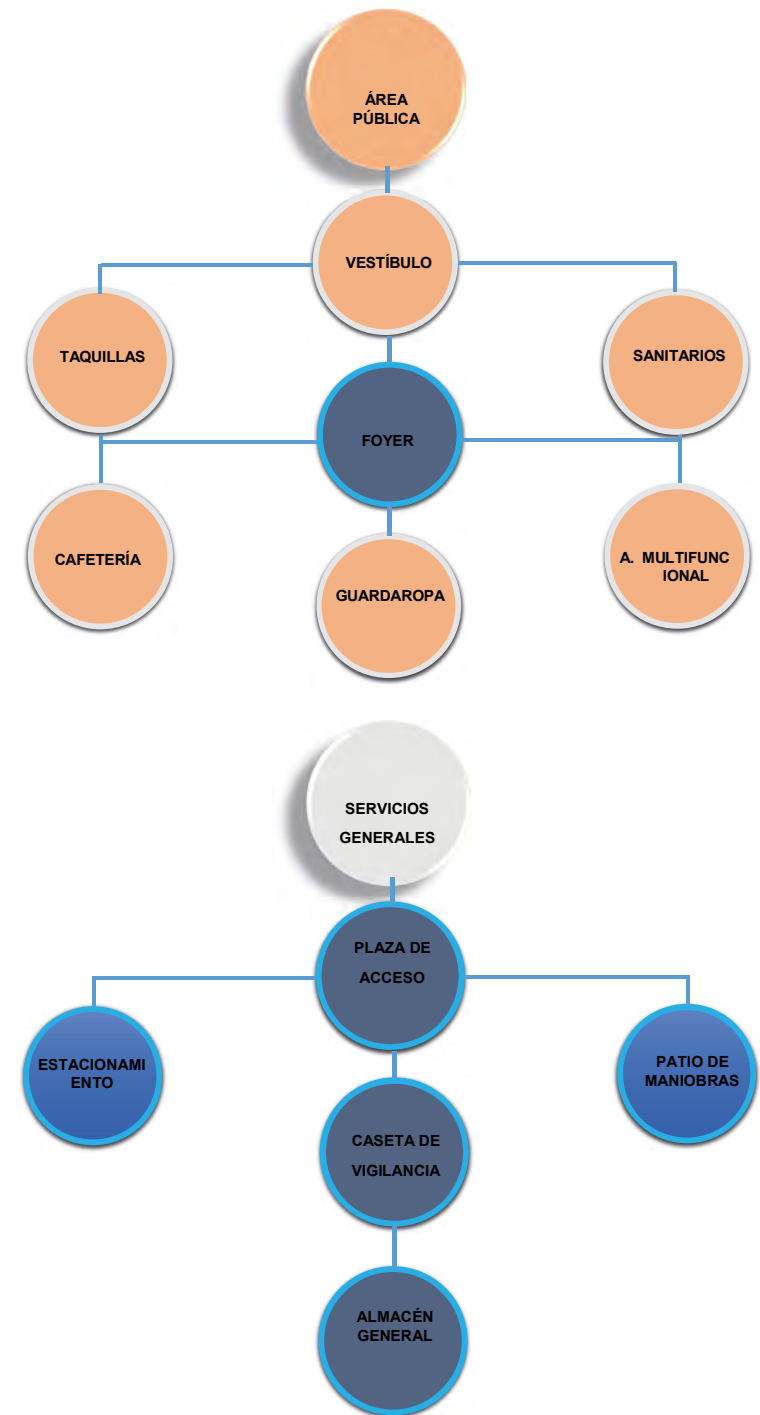 ÁREA
PÚBLICA
VESTÍBULO
TAQUILLAS
SANITARIOS
FOYER
CAFETERÍA
GUARDAROPA
A. MULTIFUNC
IONAL
SERVICIOS
GENERALES
PLAZA DE
ACCESO
ESTACIONAMI
ENTO
PATIO DE
MANIOBRAS
CASETA DE
VIGILANCIA
ALMACÉN
GENERAL